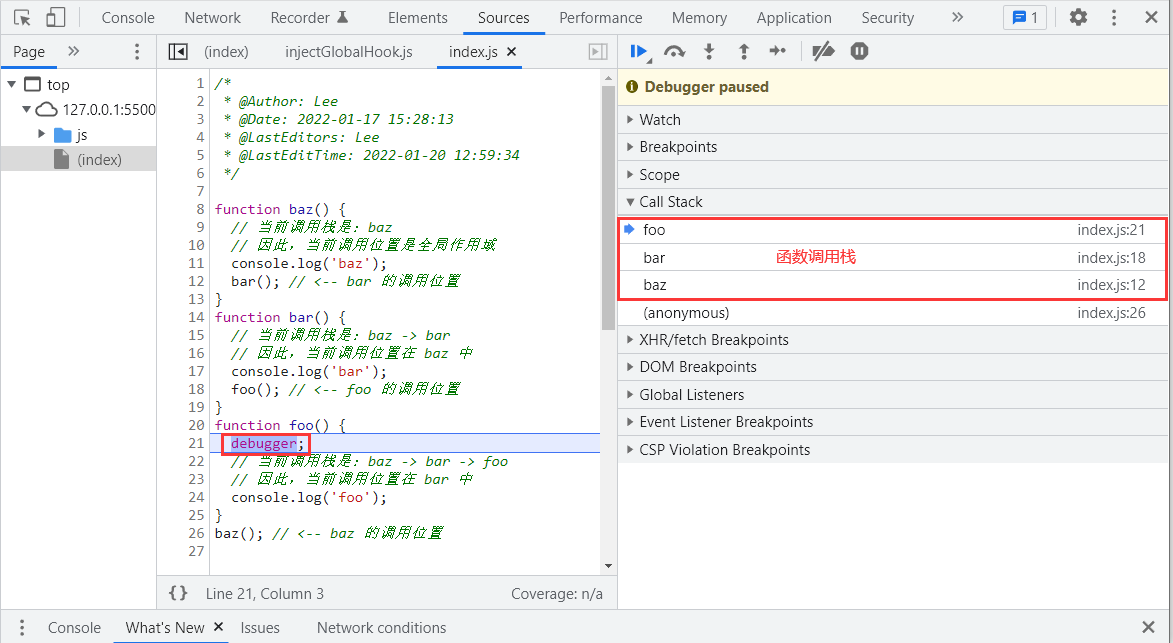 Console Network Recorder Elements Sources Performance Memory Application Security » 1
Page » (index) injectGlobalHook.js index.js
top
127.0.0.1:5500
js
(index)
1 /*
2 * @Author: Lee
3 * @Date: 2022-01-17 15:28:13
4 * @LastEditors: Lee
5 * @LastEditTime: 2022-01-20 12:59:34
6 */
7
8 function baz() {
9 // 当前调用栈是: baz
10 // 因此, 当前调用位置是全局作用域
11 console.log('baz');
12 bar(); // <-- bar 的调用位置
13 }
14 function bar() {
15 // 当前调用栈是: baz -> bar
16 // 因此, 当前调用位置在 baz 中
17 console.log('bar');
18 foo(); // <-- foo 的调用位置
19 }
20 function foo() {
21 debugger;
22 // 当前调用栈是: baz -> bar -> foo
23 // 因此, 当前调用位置在 bar 中
24 console.log('foo');
25 }
26 baz(); // <-- baz 的调用位置
27
{} Line 21, Column 3 Coverage: n/a
Debugger paused
Watch
Breakpoints
Scope
Call Stack
foo index.js:21
bar 函数调用栈 index.js:18
baz index.js:12
(anonymous) index.js:26
XHR/fetch Breakpoints
DOM Breakpoints
Global Listeners
Event Listener Breakpoints
CSP Violation Breakpoints
Console What's New Issues Network conditions